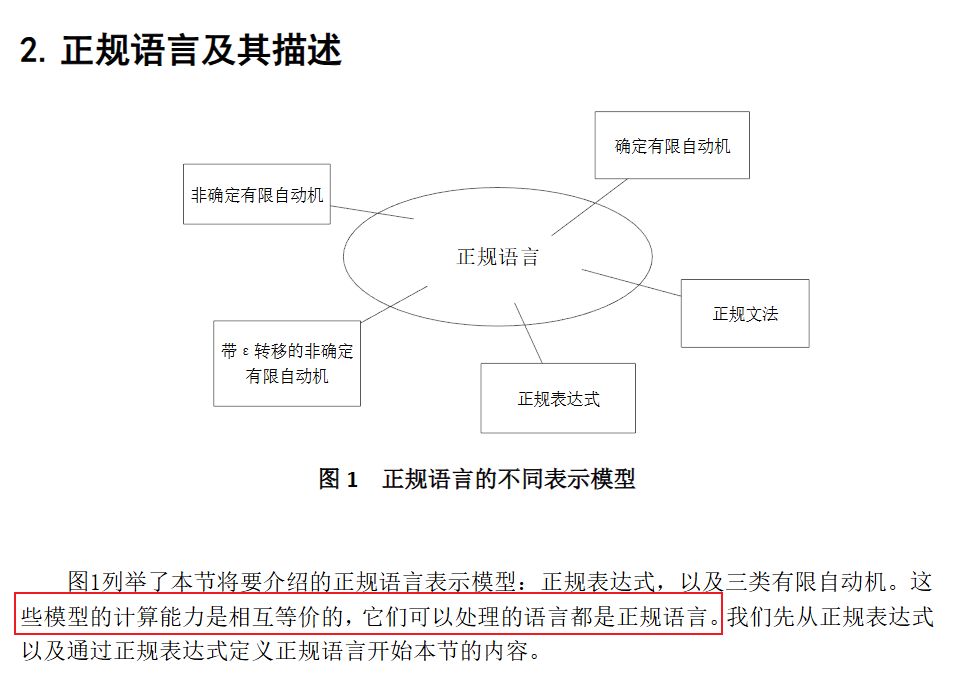 2. 正规语言及其描述
确定有限自动机
非确定有限自动机
正规语言
正规文法
带 ε 转移的非确定
有限自动机
正规表达式
图 1 正规语言的不同表示模型
图1列举了本节将要介绍的正规语言表示模型：正规表达式，以及三类有限自动机。这
些模型的计算能力是相互等价的，它们可以处理的语言都是正规语言。我们先从正规表达式
以及通过正规表达式定义正规语言开始本节的内容。